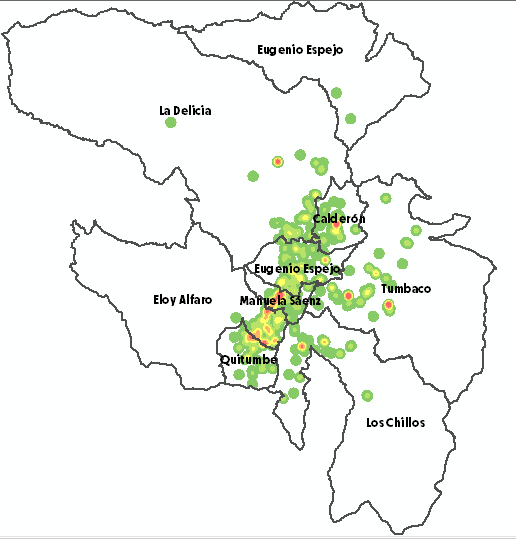 Eugenio Espejo
La Delicia
Calderón
Eugenio Espejo
Tumbaco
Eloy Alfaro
Manuela Sáenz
Quitumbe
Los Chillos